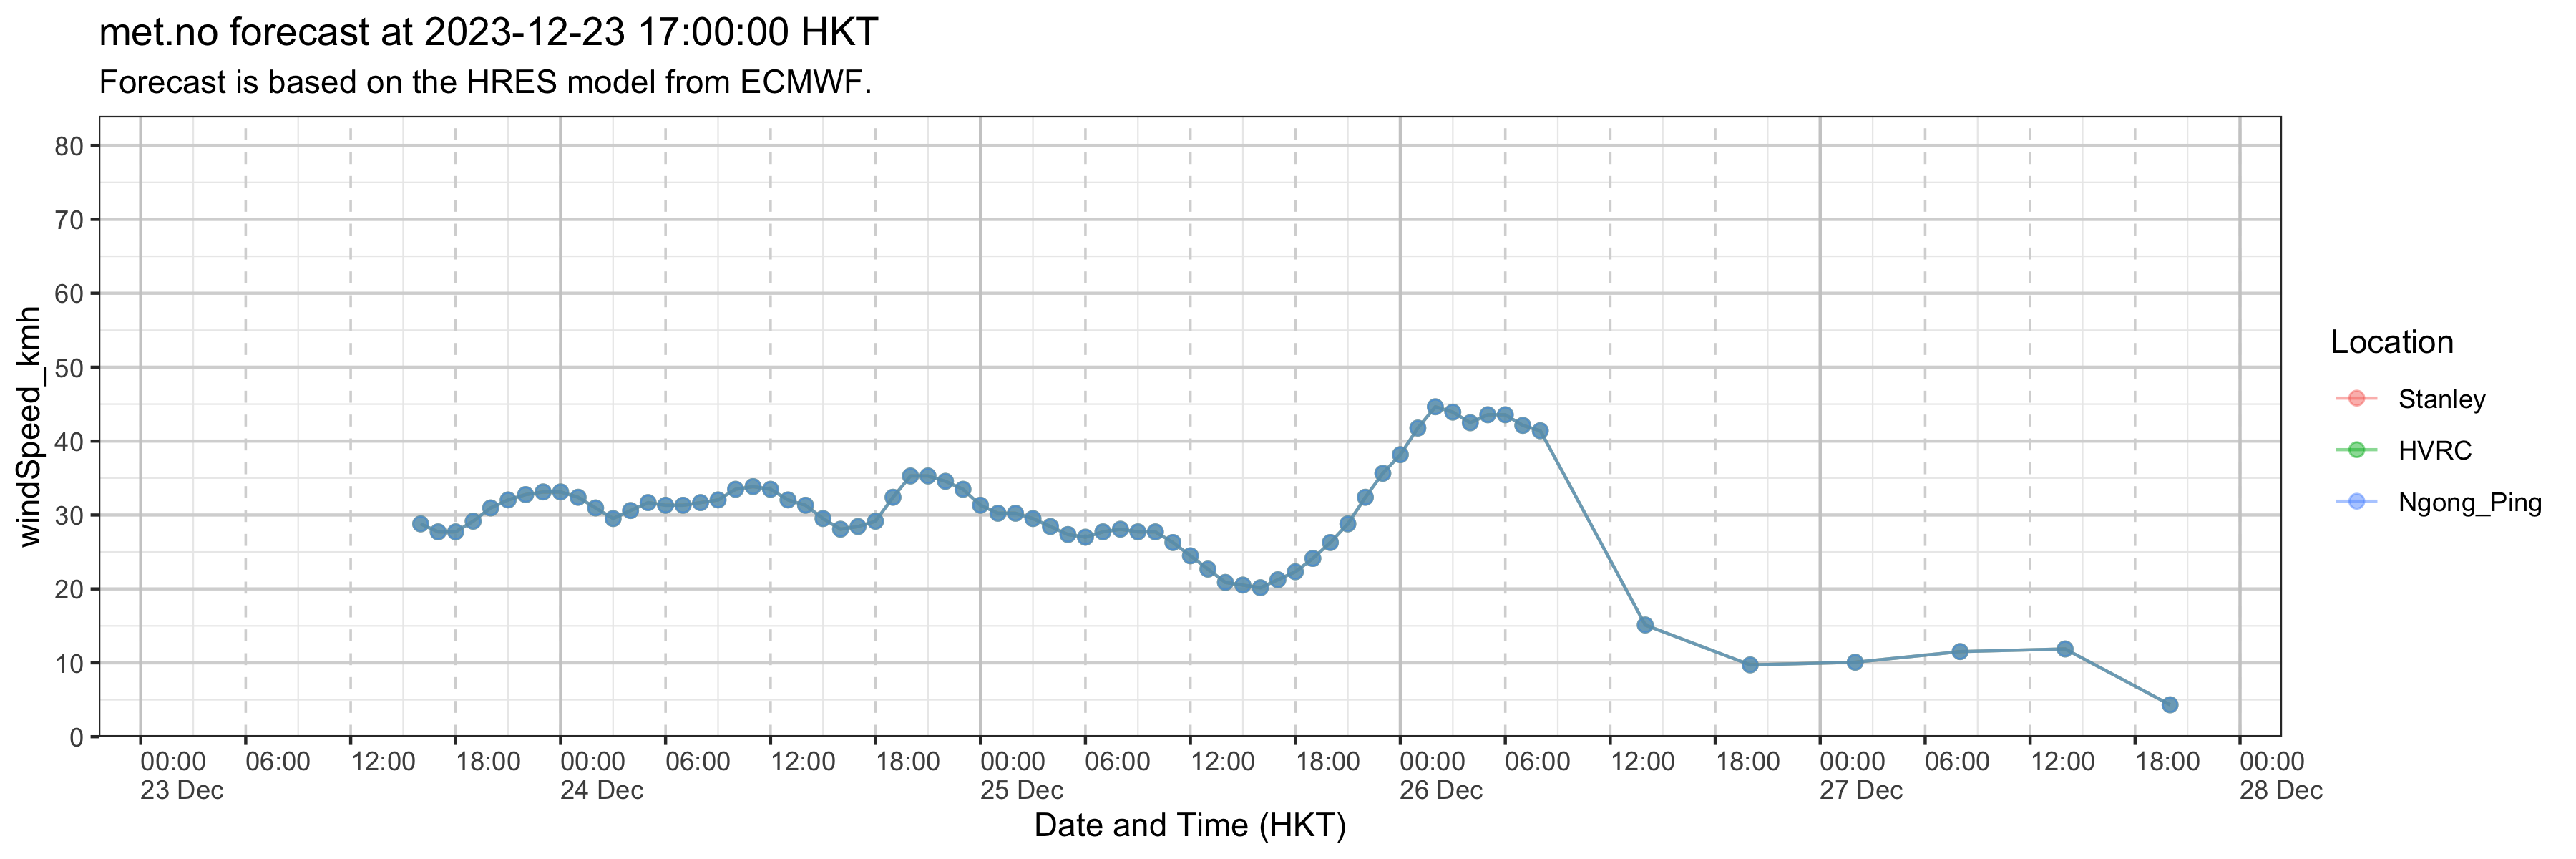 met.no forecast at 2023-12-23 17:00:00 HKT
Forecast is based on the HRES model from ECMWF.
windSpeed_kmh
80
70
60
50
40
30
20
10
0
00:00 06:00 12:00 18:00 00:00 06:00 12:00 18:00 00:00 06:00 12:00 18:00 00:00 06:00 12:00 18:00 00:00 06:00 12:00 18:00 00:00
23 Dec 24 Dec 25 Dec 26 Dec 27 Dec 28 Dec
Date and Time (HKT)
Location
Stanley
HVRC
Ngong_Ping